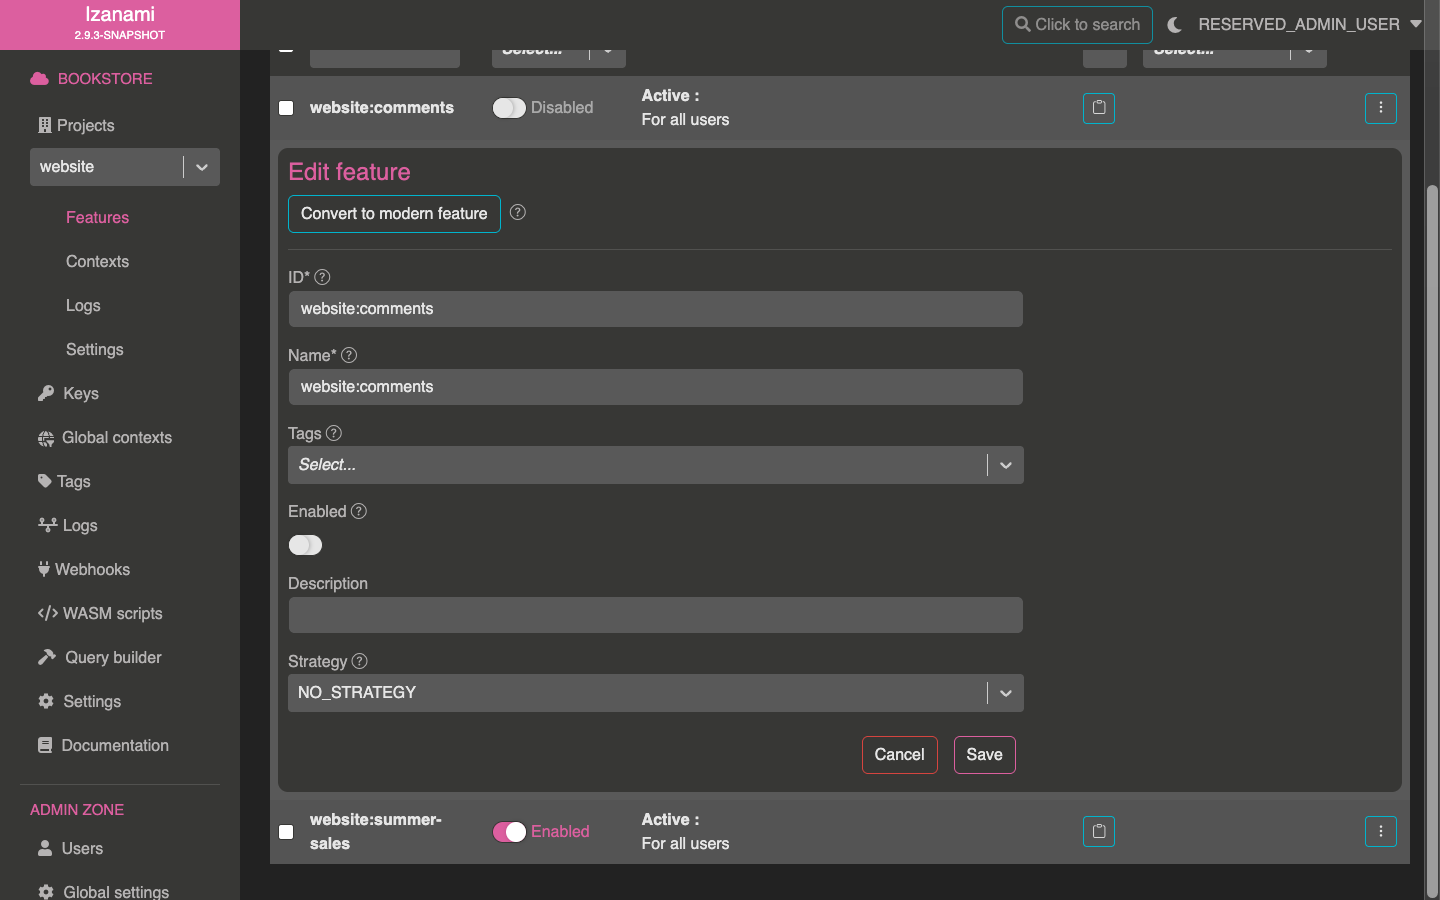 Izanami
2.9.3-SNAPSHOT
Click to search
RESERVED_ADMIN_USER
BOOKSTORE
Projects
website
Features
Contexts
Logs
Settings
Keys
Global contexts
Tags
Logs
Webhooks
WASM scripts
Query builder
Settings
Documentation
ADMIN ZONE
Users
Global settings
Select...
Select...
website:comments
Disabled
Active :
For all users
Edit feature
Convert to modern feature
ID*
website:comments
Name*
website:comments
Tags
Select...
Enabled
Description
Strategy
NO_STRATEGY
Cancel
Save
website:summer-
sales
Enabled
Active :
For all users